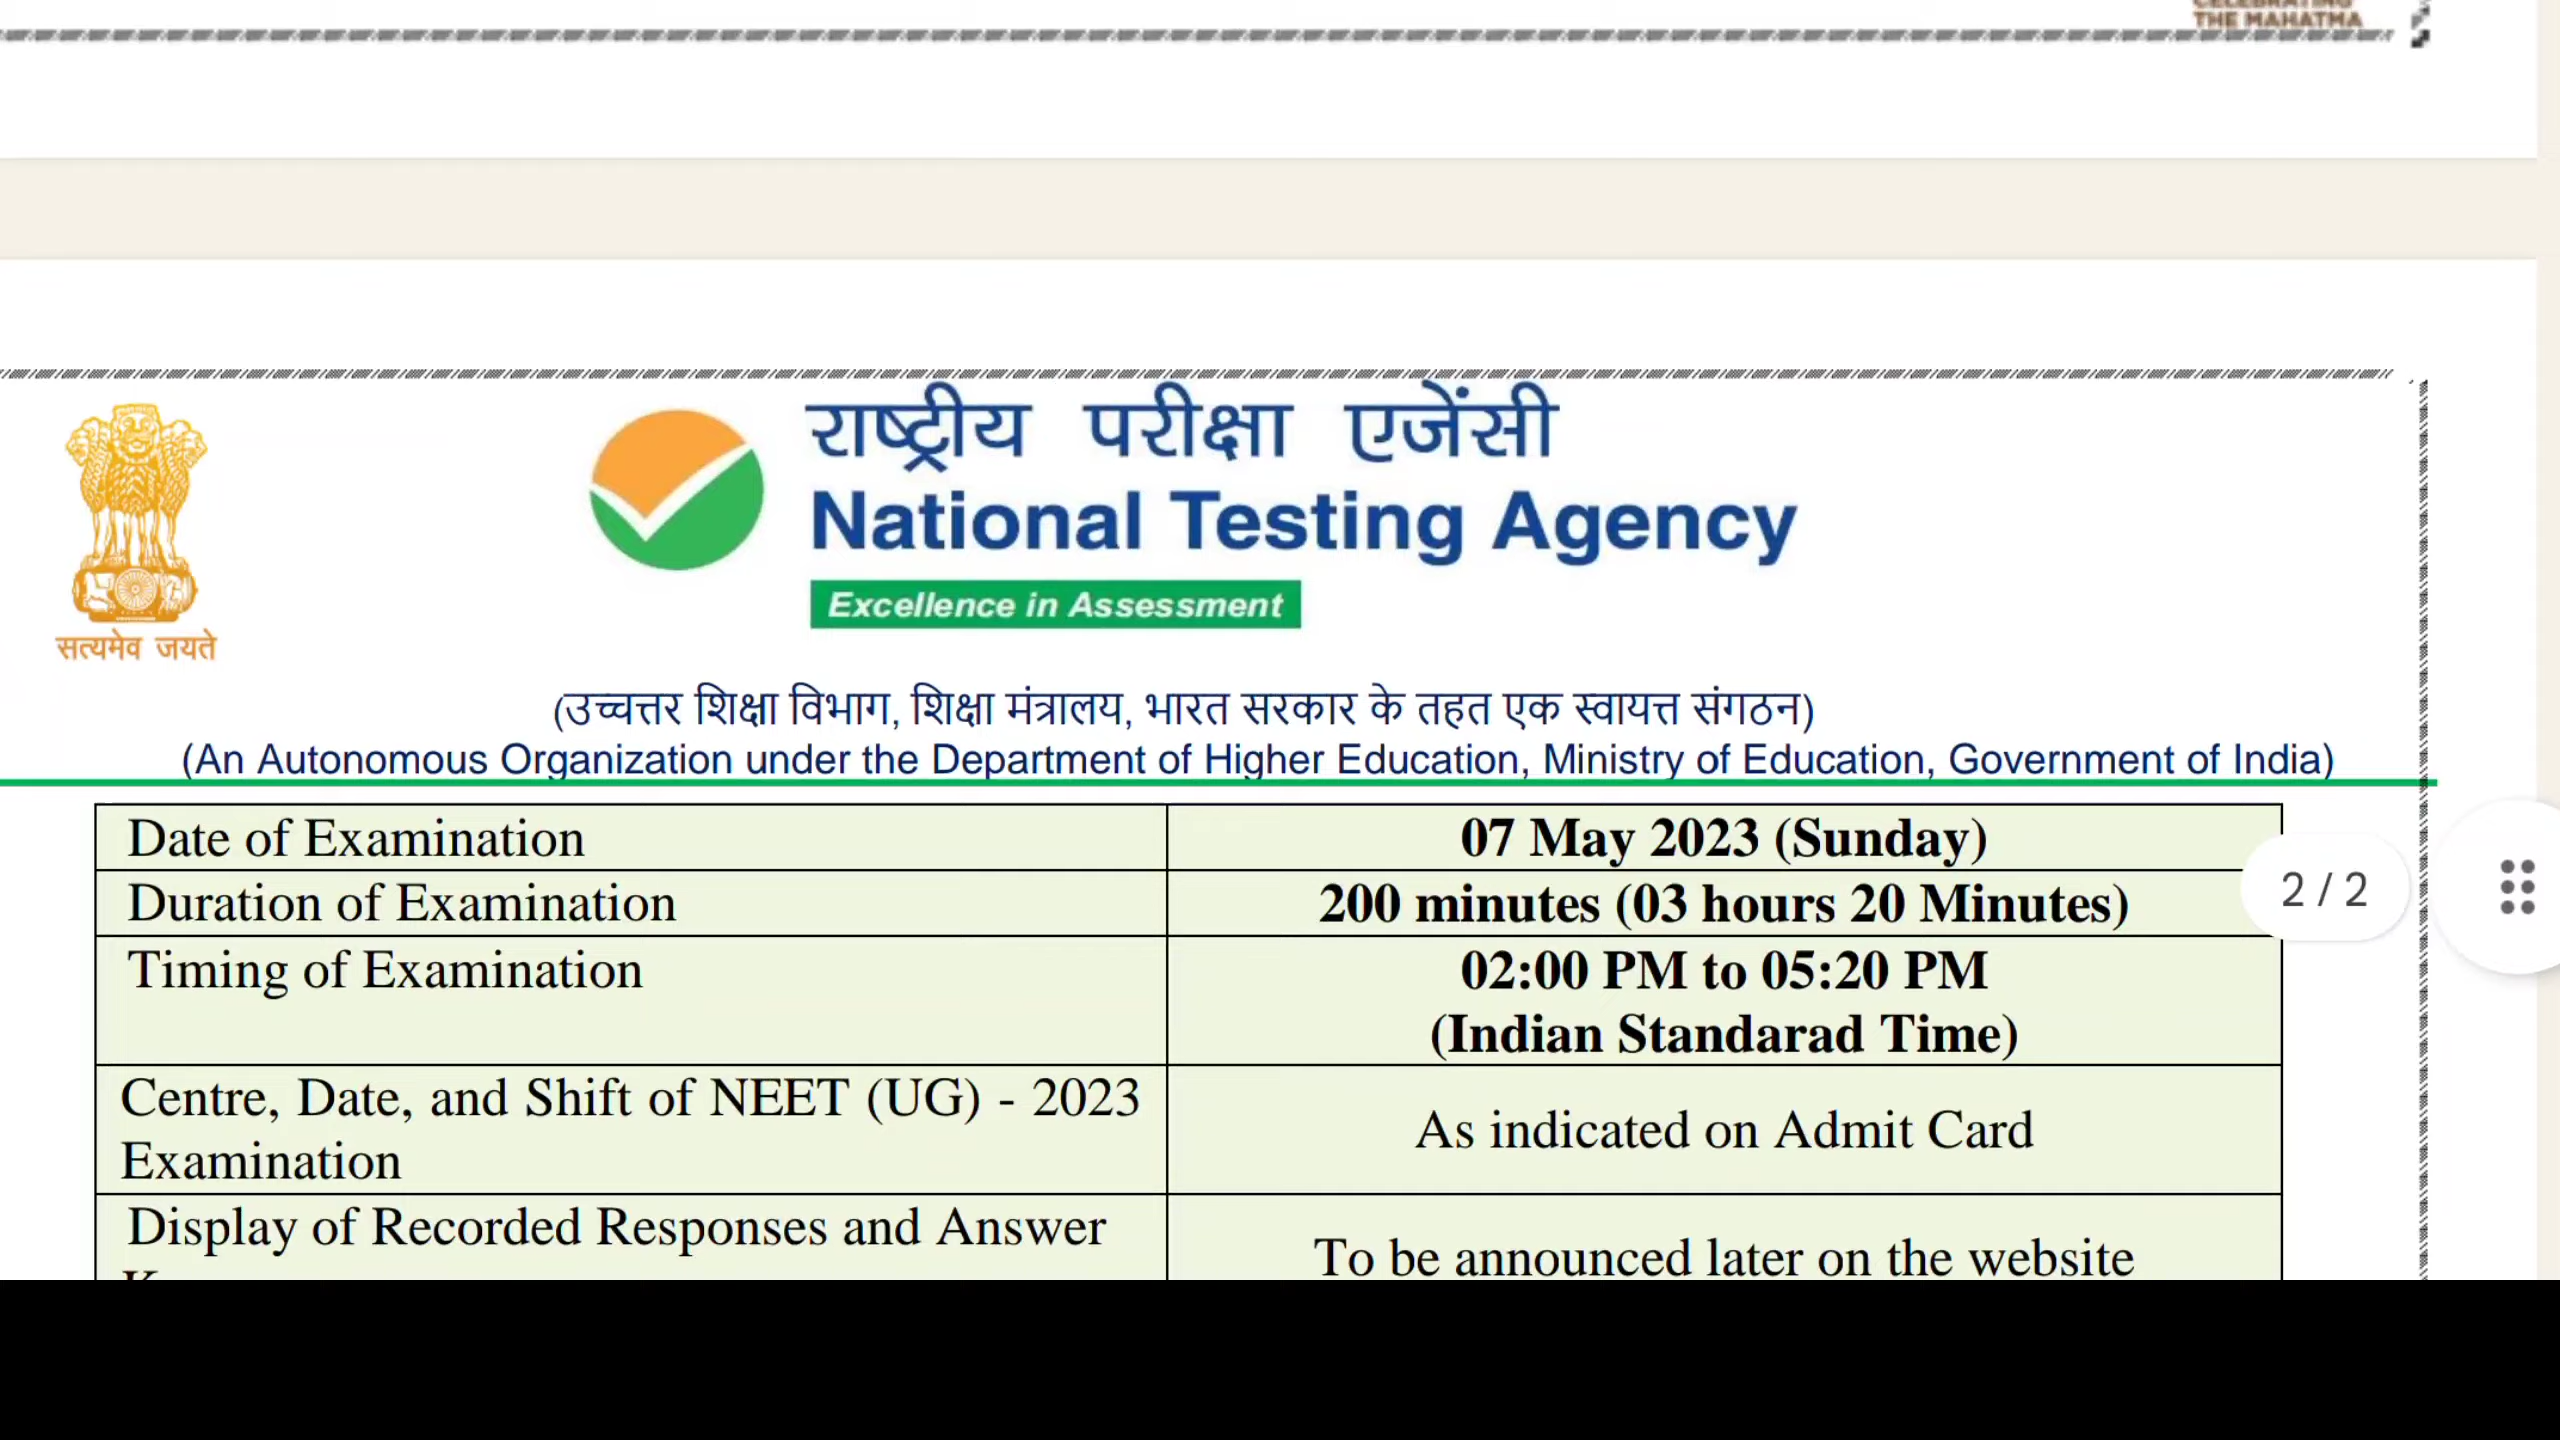 CELEBRATING
THE MAHATMA
राष्ट्रीय परीक्षा एजेंसी
National Testing Agency
Excellence in Assessment
सत्यमेव जयते
(उच्चत्तर शिक्षा विभाग, शिक्षा मंत्रालय, भारत सरकार के तहत एक स्वायत्त संगठन)
(An Autonomous Organization under the Department of Higher Education, Ministry of Education, Government of India)
Date of Examination 07 May 2023 (Sunday)
Duration of Examination 200 minutes (03 hours 20 Minutes)
2 / 2
Timing of Examination 02:00 PM to 05:20 PM
(Indian Standarad Time)
Centre, Date, and Shift of NEET (UG) - 2023
Examination
As indicated on Admit Card
Display of Recorded Responses and Answer
To be announced later on the website